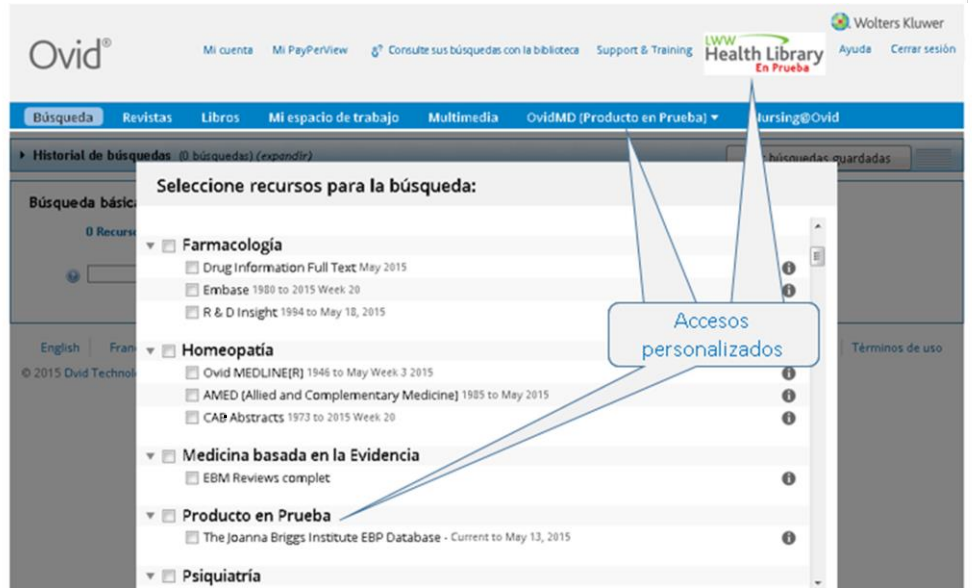 Wolters Kluwer
Ovid®
Mi cuenta Mi PayPerView Consulte sus búsquedas con la biblioteca Support & Training LWW Health Library En Prueba Ayuda Cerrar sesión
Búsqueda Revistas Libros Mi espacio de trabajo Multimedia OvidMD (Producto en Prueba) Nursing@Ovid
Historial de búsquedas (0 búsquedas) (expandir) búsquedas guardadas
Seleccione recursos para la búsqueda:
Búsqueda básic
0 Recurs
Farmacología
Drug Information Full Text May 2015
Embase 1980 to 2015 Week 20
R & D Insight 1994 to May 18, 2015
Accesos
personalizados
English Fran Términos de uso
Homeopatía
© 2015 Ovid Technol
Ovid MEDLINE(R) 1946 to May Week 3 2015
AMED (Allied and Complementary Medicine) 1985 to May 2015
CAB Abstracts 1973 to 2015 Week 20
Medicina basada en la Evidencia
EBM Reviews complet
Producto en Prueba
The Joanna Briggs Institute EBP Database - Current to May 13, 2015
Psiquiatría